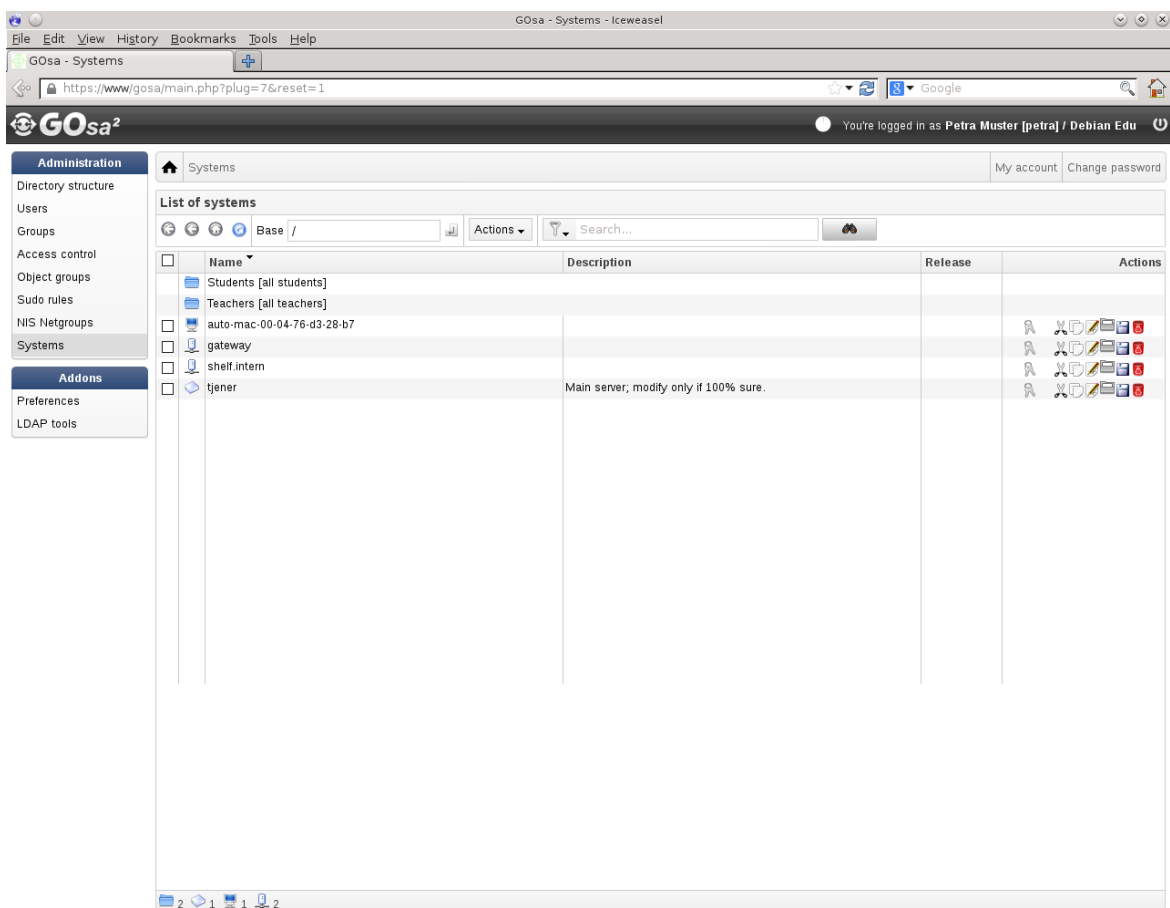 GOsa - Systems - Iceweasel
File Edit View History Bookmarks Tools Help
GOsa - Systems
https://www/gosa/main.php?plug=7&reset=1
8 Google
GOsa²
You're logged in as Petra Muster [petra] / Debian Edu
Administration
Directory structure
Users
Groups
Access control
Object groups
Sudo rules
NIS Netgroups
Systems
Addons
Preferences
LDAP tools
Systems
My account Change password
List of systems
Base / Actions Search...
Name Description Release Actions
Students [all students]
Teachers [all teachers]
auto-mac-00-04-76-d3-28-b7
gateway
shelf.intern
tjener Main server; modify only if 100% sure.
2 1 1 2